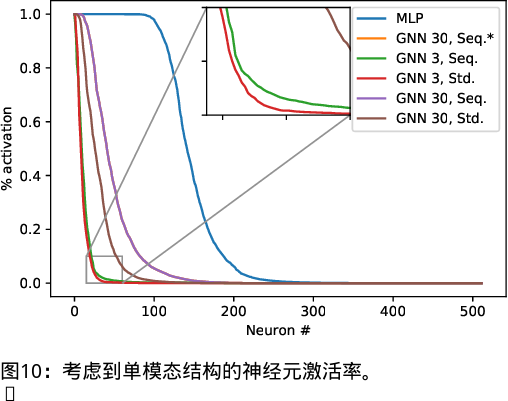 1.0
0.8
0.6
0.4
0.2
0.0
% activation
0
100
200
300
400
500
Neuron #
MLP
GNN 30, Seq.*
GNN 3, Seq.
GNN 3, Std.
GNN 30, Seq.
GNN 30, Std.
图10：考虑到单模态结构的神经元激活率。